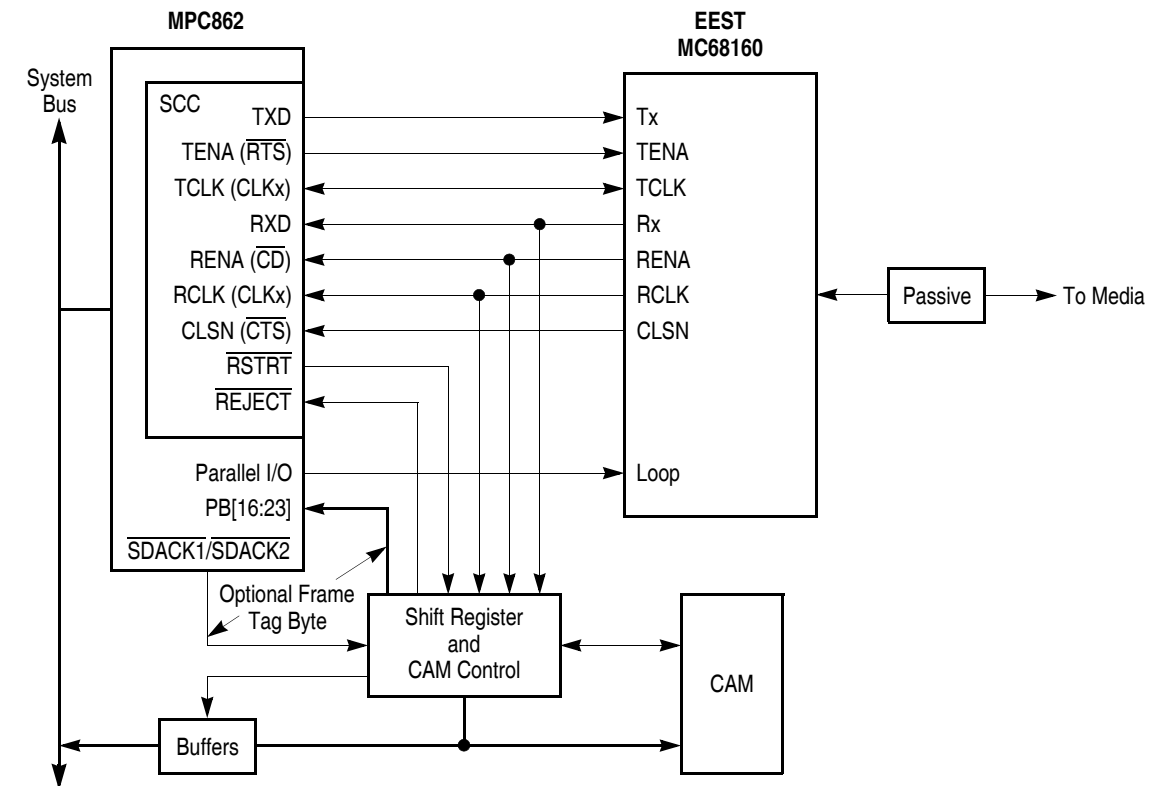 MPC862
EEST
MC68160
System
Bus
SCC
TXD
Tx
TENA (RTS)
TENA
TCLK (CLKx)
TCLK
RXD
Rx
RENA (CD)
RENA
RCLK (CLKx)
RCLK
Passive
To Media
CLSN (CTS)
CLSN
RSTRT
REJECT
Parallel I/O
Loop
PB[16:23]
SDACK1/SDACK2
Optional Frame
Tag Byte
Shift Register
and
CAM Control
CAM
Buffers